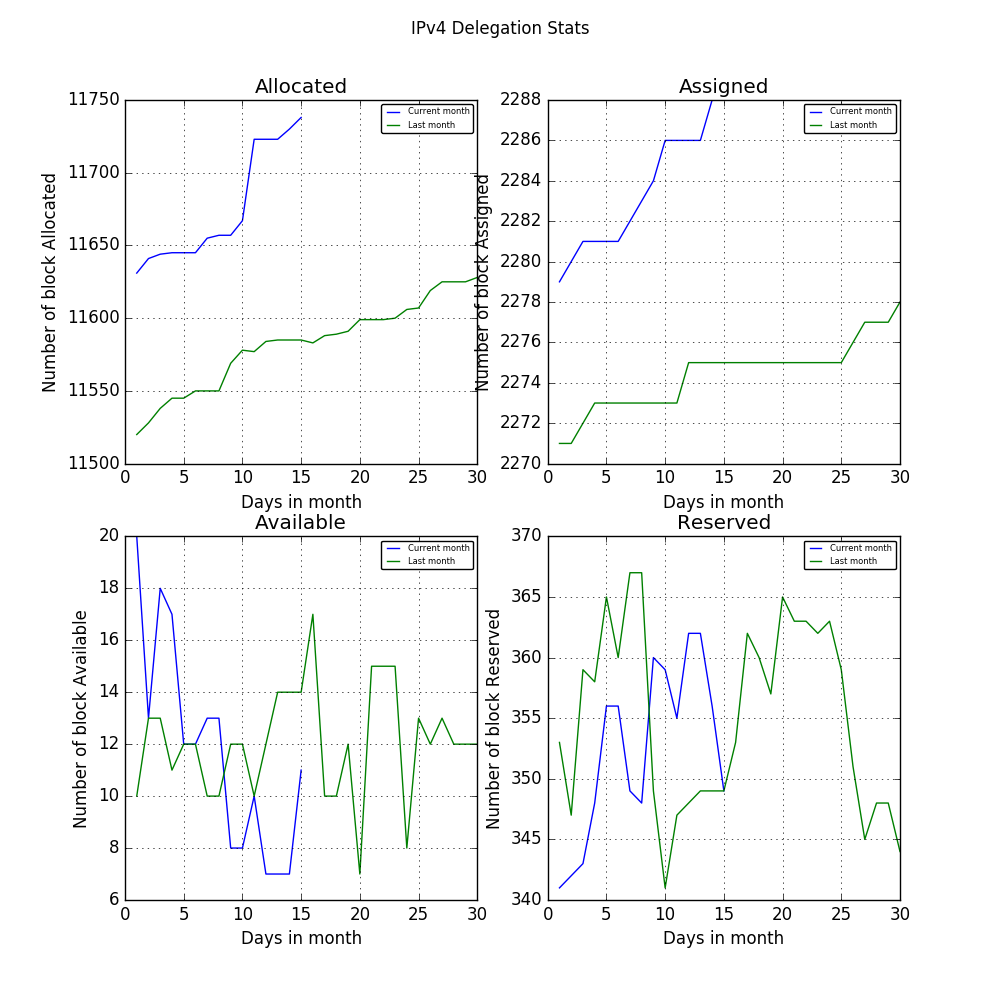 IPv4 Delegation Stats
Allocated
Number of block Allocated
11750
11700
11650
11600
11550
11500
Current month
Last month
0 5 10 15 20 25 30
Days in month
Assigned
Number of block Assigned
2288
2286
2284
2282
2280
2278
2276
2274
2272
2270
Current month
Last month
0 5 10 15 20 25 30
Days in month
Available
Number of block Available
20
18
16
14
12
10
8
6
Current month
Last month
0 5 10 15 20 25 30
Days in month
Reserved
Number of block Reserved
370
365
360
355
350
345
340
Current month
Last month
0 5 10 15 20 25 30
Days in month